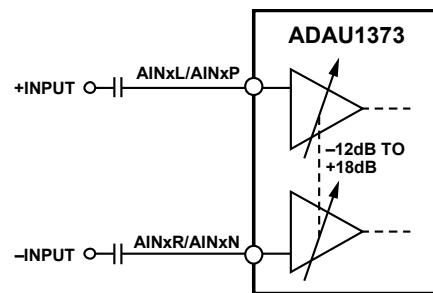 ADAU1373
AINxL/AINxP
+INPUT
–12dB TO
+18dB
AINxR/AINxN
–INPUT